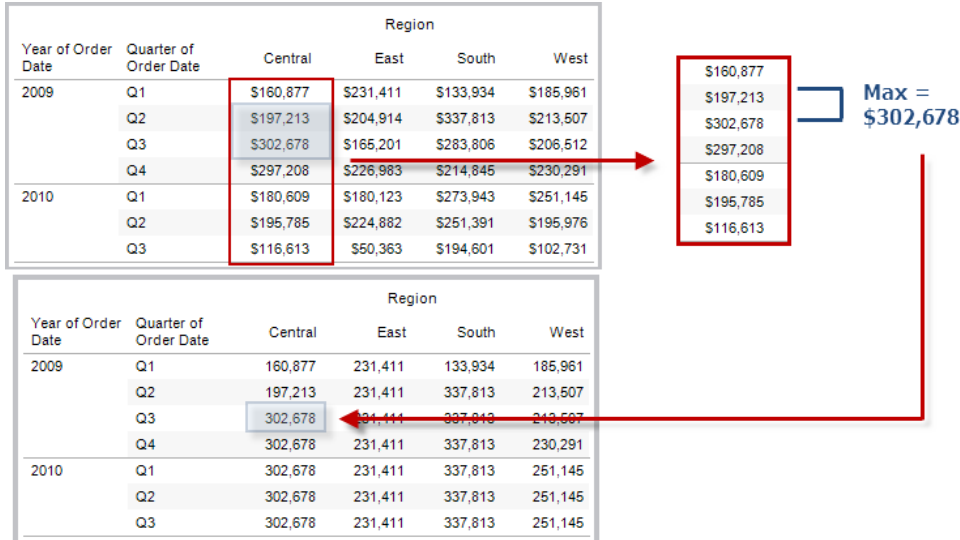 Region
Year of Order Date Quarter of Order Date Central East South West
2009 Q1 $160,877 $231,411 $133,934 $185,961
Q2 $197,213 $204,914 $337,813 $213,507
Q3 $302,678 $165,201 $283,806 $206,512
Q4 $297,208 $226,983 $214,845 $230,291
2010 Q1 $180,609 $180,123 $273,943 $251,145
Q2 $195,785 $224,882 $251,391 $195,976
Q3 $116,613 $50,363 $194,601 $102,731
$160,877
$197,213
$302,678
$297,208
$180,609
$195,785
$116,613
Max =
$302,678
Region
Year of Order Date Quarter of Order Date Central East South West
2009 Q1 160,877 231,411 133,934 185,961
Q2 197,213 231,411 337,813 213,507
Q3 302,678 231,411 337,813 213,507
Q4 302,678 231,411 337,813 230,291
2010 Q1 302,678 231,411 337,813 251,145
Q2 302,678 231,411 337,813 251,145
Q3 302,678 231,411 337,813 251,145